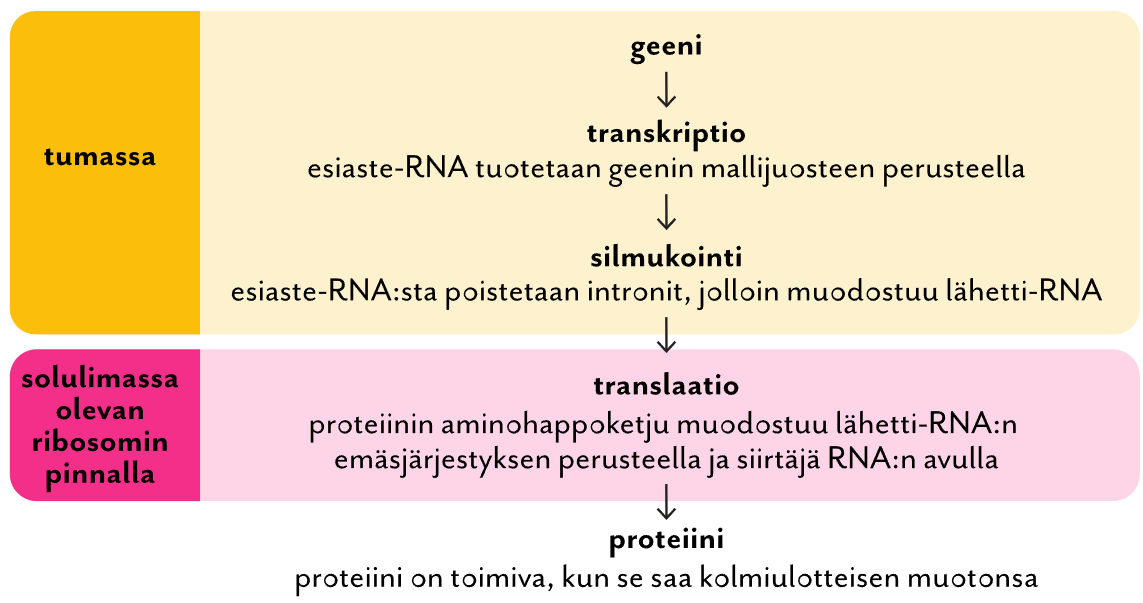 tumassa
geeni
transkriptio
esiaste-RNA tuotetaan geenin mallijuosteen perusteella
silmukointi
esiaste-RNA:sta poistetaan intronit, jolloin muodostuu lähetti-RNA
solulimassa
olevan
ribosomin
pinnalla
translaatio
proteiinin aminohappoketju muodostuu lähetti-RNA:n
emäsjärjestyksen perusteella ja siirtäjä RNA:n avulla
proteiini
proteiini on toimiva, kun se saa kolmiulotteisen muotonsa